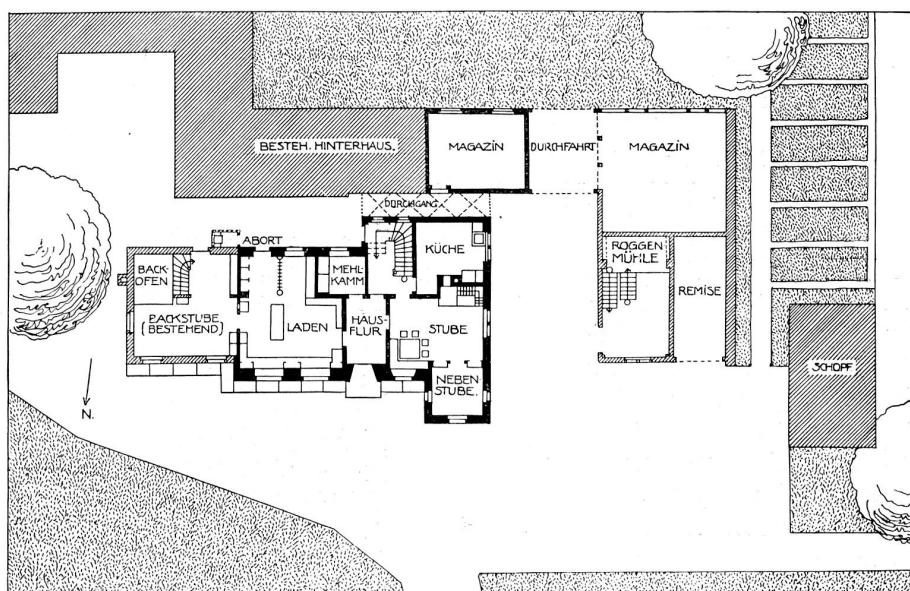 BESTEH. HINTERHAUS.
MAGAZIN
DURCHFAHRT
MAGAZIN
DURCHGANG
ABORT
KÜCHE
ROGGEN
MÜHLE
BACK-
OFEN
MEHL-
KAMM.
REMISE
BACKSTUBE
(BESTEHEND)
LADEN
HAUS-
FLUR
STUBE
SCHOPF
NEBEN
STUBE.
N.